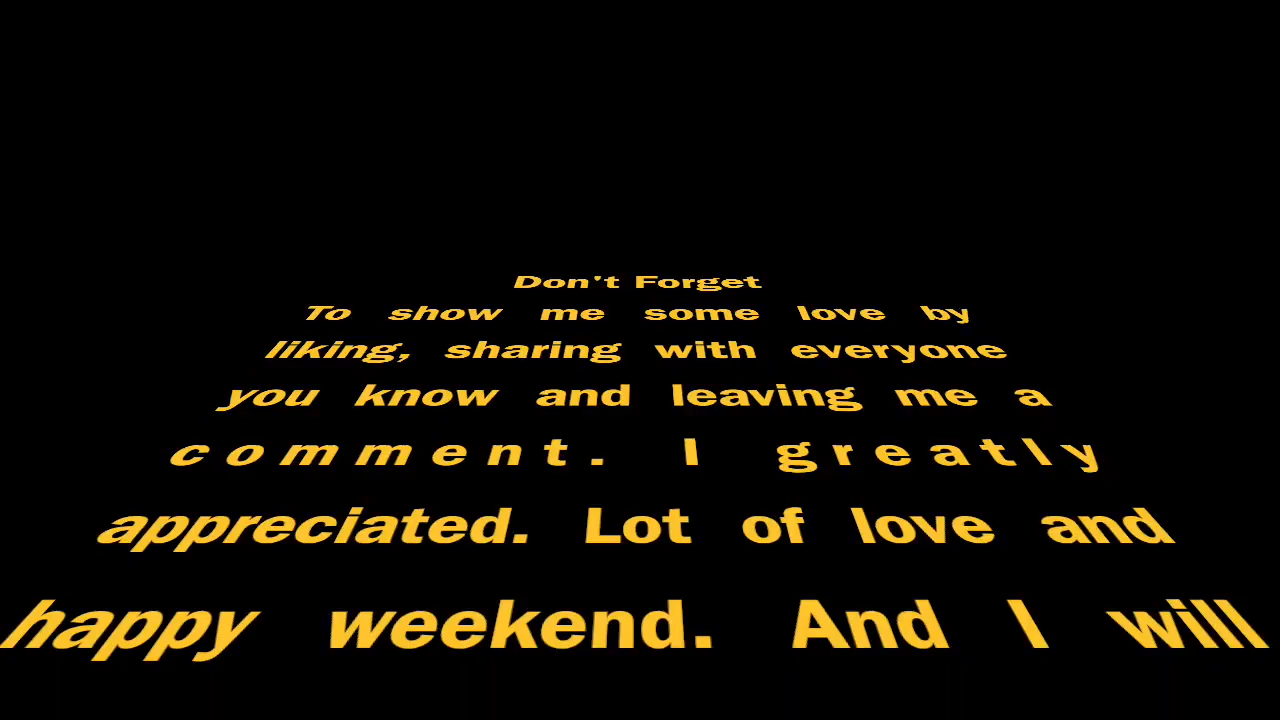 Don't Forget
To show me some love by
liking, sharing with everyone
you know and leaving me a
comment. I greatly
appreciated. Lot of love and
happy weekend. And I will